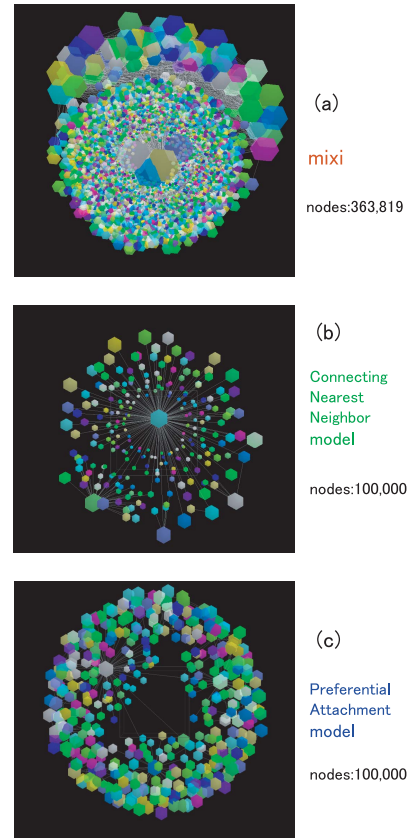 (a)
mixi
nodes:363,819
(b)
Connecting
Nearest
Neighbor
model
nodes:100,000
(c)
Preferential
Attachment
model
nodes:100,000